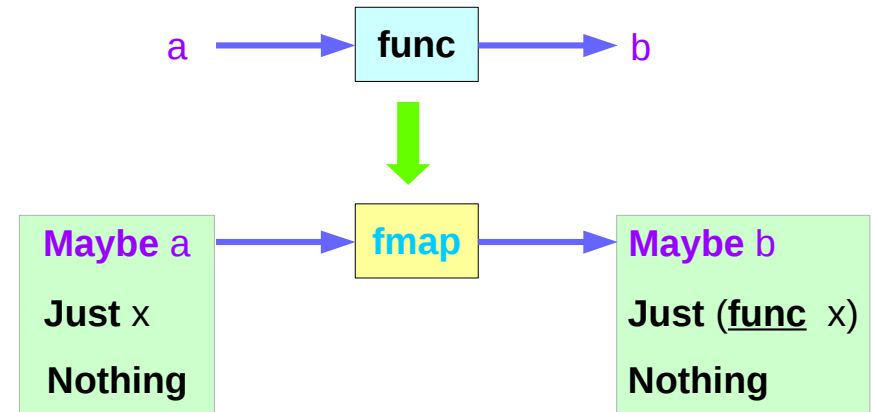 a func b
fmap
Maybe a Maybe b
Just x Just (func x)
Nothing Nothing